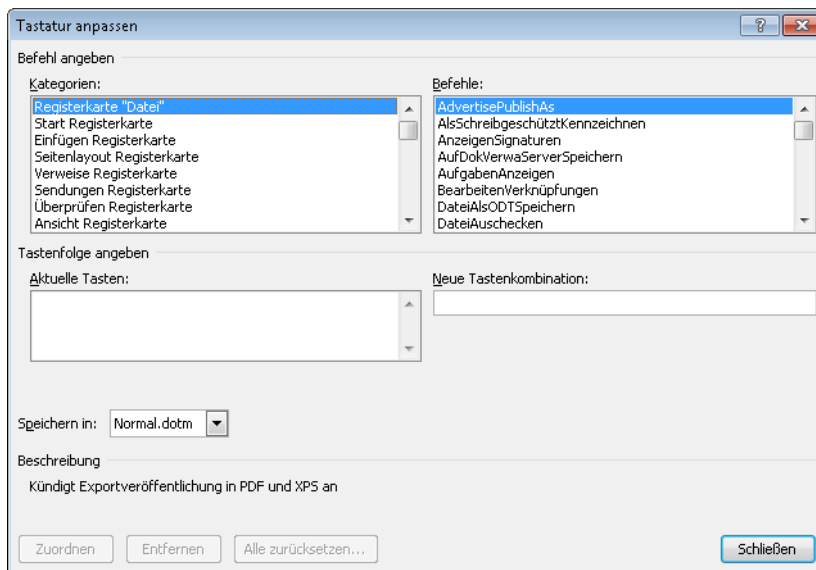 Tastatur anpassen
Befehl angeben
Kategorien:
Registerkarte "Datei"
Start Registerkarte
Einfügen Registerkarte
Seitenlayout Registerkarte
Verweise Registerkarte
Sendungen Registerkarte
Überprüfen Registerkarte
Ansicht Registerkarte
Befehle:
AdvertisePublishAs
AlsSchreibgeschütztKennzeichnen
AnzeigenSignaturen
AufDokVerwaServerSpeichern
AufgabenAnzeigen
BearbeitenVerknüpfungen
DateiAlsODTSpeichern
DateiAuschecken
Tastenfolge angeben
Aktuelle Tasten:
Neue Tastenkombination:
Speichern in: Normal.dotm
Beschreibung
Kündigt Exportveröffentlichung in PDF und XPS an
Zuordnen Entfernen Alle zurücksetzen... Schließen